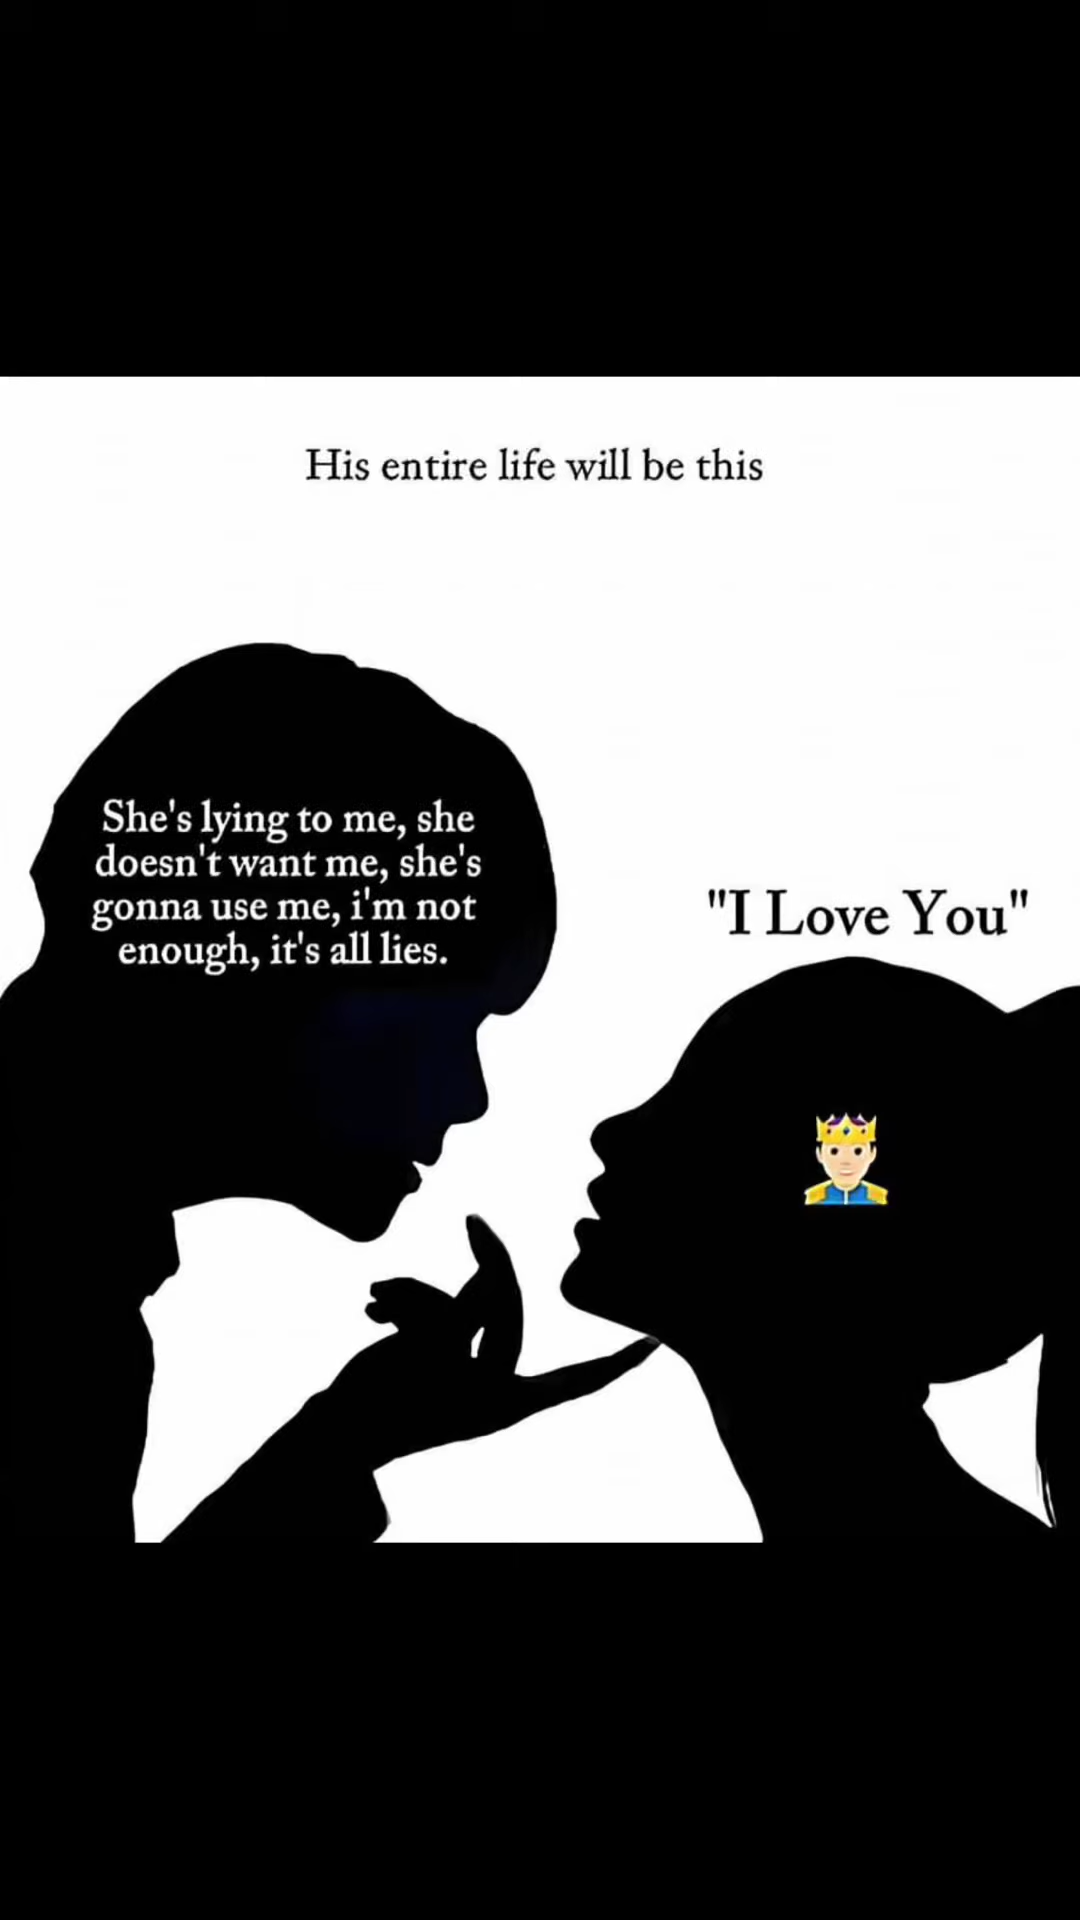 His entire life will be this
She's lying to me, she
doesn't want me, she's
gonna use me, i'm not
enough, it's all lies.
"I Love You"